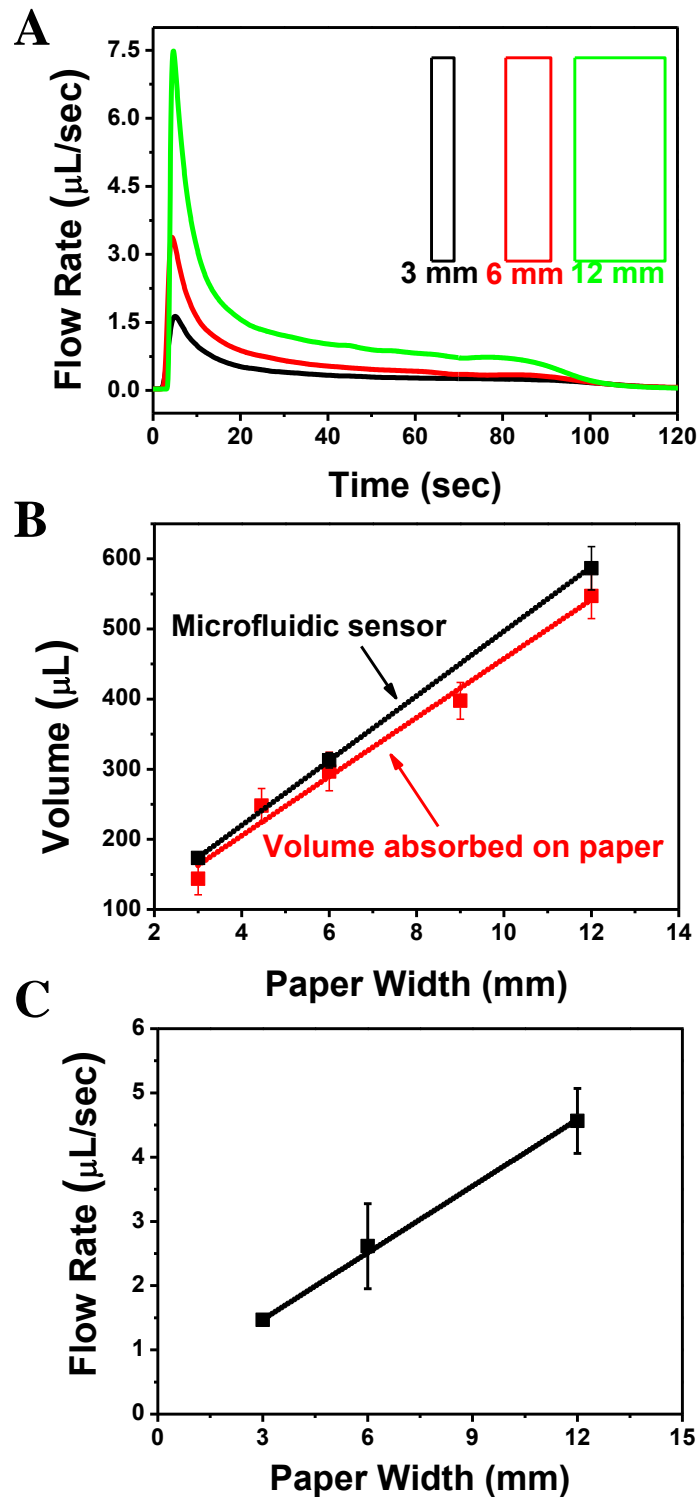 A
Flow Rate (μL/sec)
7.5
6.0
4.5
3.0
1.5
0.0
3 mm 6 mm 12 mm
0 20 40 60 80 100 120
Time (sec)
B
Volume (μL)
600
500
400
300
200
100
Microfluidic sensor
Volume absorbed on paper
2 4 6 8 10 12 14
Paper Width (mm)
C
Flow Rate (μL/sec)
6
5
4
3
2
1
0
0 3 6 9 12 15
Paper Width (mm)